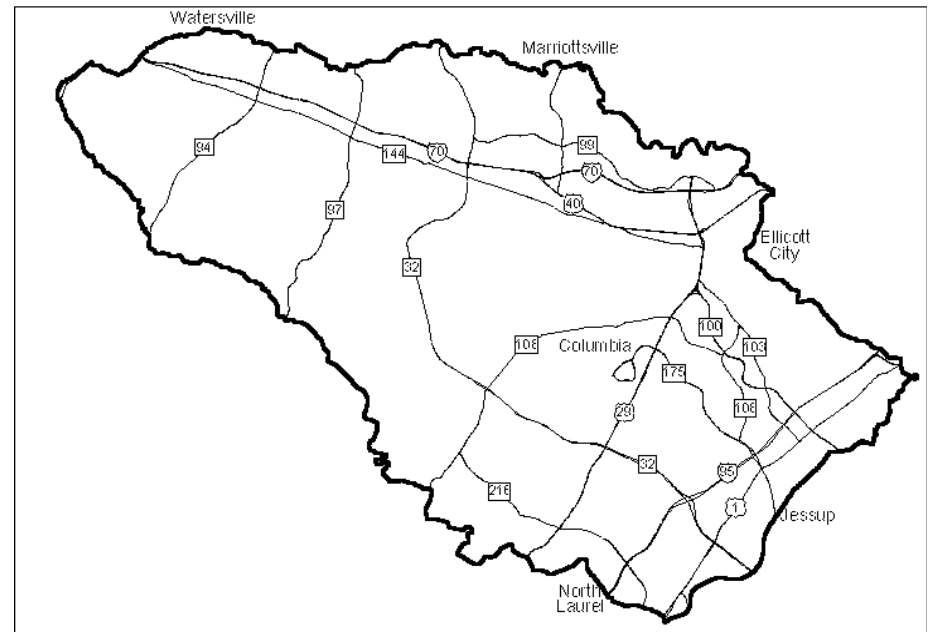 Watersville
Marriottsville
94
144
70
99
70
97
40
Ellicott
City
32
100
108
Columbia
103
175
29
108
32
95
216
1
Jessup
North
Laurel